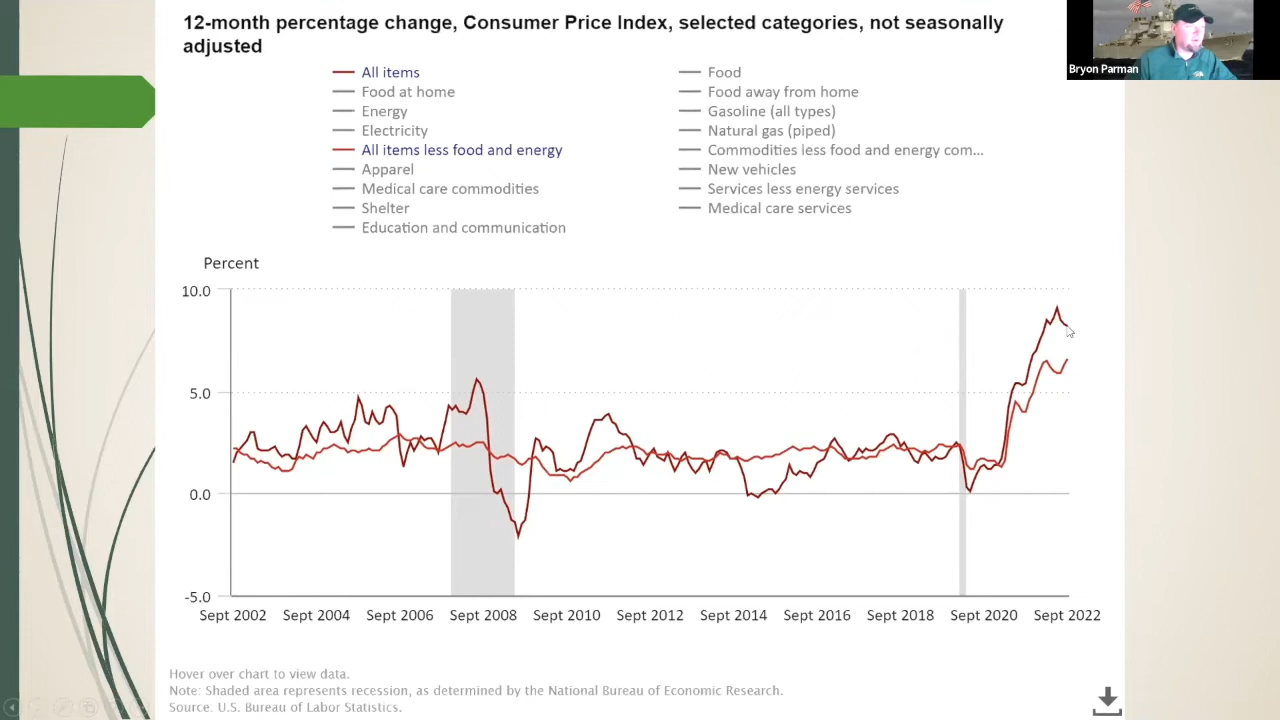 12-month percentage change, Consumer Price Index, selected categories, not seasonally
adjusted
Bryon Parman
All items
Food at home
Energy
Electricity
All items less food and energy
Apparel
Medical care commodities
Shelter
Education and communication
Food
Food away from home
Gasoline (all types)
Natural gas (piped)
Commodities less food and energy com...
New vehicles
Services less energy services
Medical care services
Percent
10.0
5.0
0.0
-5.0
Sept 2002 Sept 2004 Sept 2006 Sept 2008 Sept 2010 Sept 2012 Sept 2014 Sept 2016 Sept 2018 Sept 2020 Sept 2022
Hover over chart to view data.
Note: Shaded area represents recession, as determined by the National Bureau of Economic Research.
Source: U.S. Bureau of Labor Statistics.